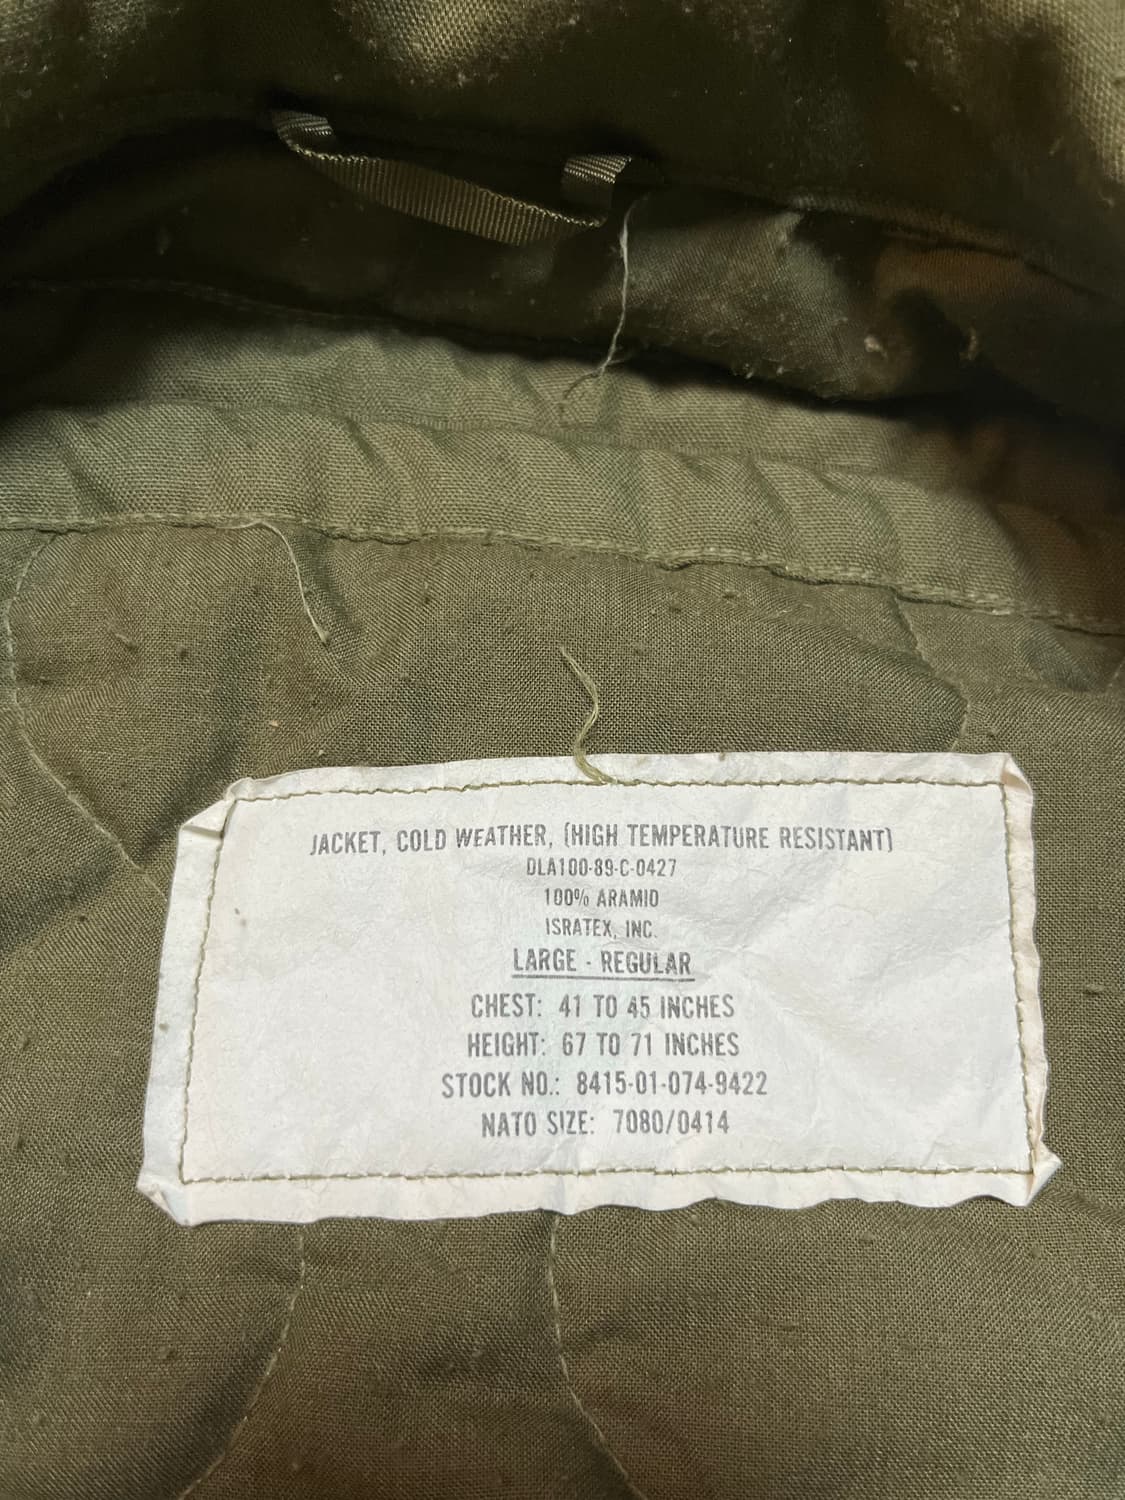 JACKET, COLD WEATHER, (HIGH TEMPERATURE RESISTANT)
DLA100-89-C-0427
100% ARAMID
ISRATEX, INC.
LARGE - REGULAR
CHEST: 41 TO 45 INCHES
HEIGHT: 67 TO 71 INCHES
STOCK NO.: 8415-01-074-9422
NATO SIZE: 7080/0414